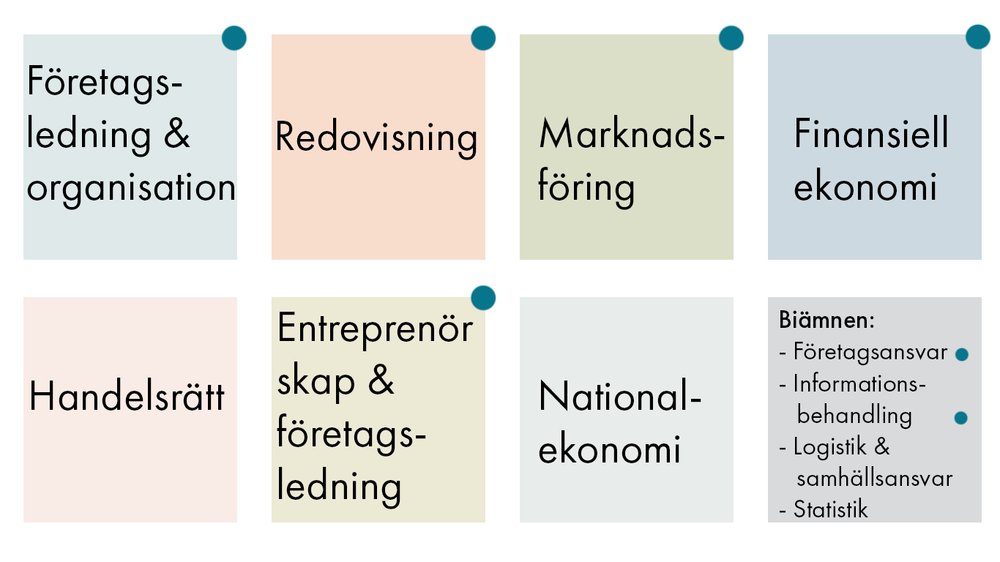 Företags-
ledning &
organisation
Redovisning
Marknads-
föring
Finansiell
ekonomi
Handelsrätt
Entreprenör
skap &
företags-
ledning
National-
ekonomi
Biämnen:
- Företagsansvar
- Informations-
behandling
- Logistik &
samhällsansvar
- Statistik